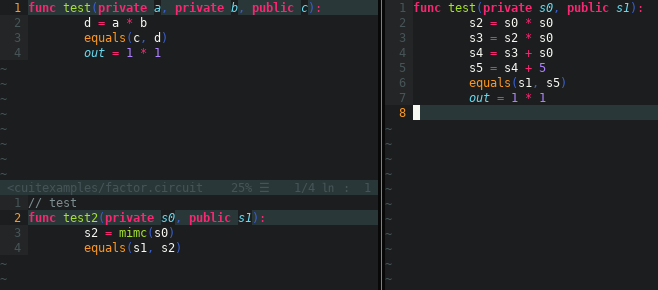 1 func test(private a, private b, public c):
2 d = a * b
3 equals(c, d)
4 out = 1 * 1
~
~
~
~
~
~
~
~
<cuitexamples/factor.circuit 25% ☰ 1/4 ln : 1
1 // test
2 func test2(private s0, public s1):
3 s2 = mimc(s0)
4 equals(s1, s2)
~
~
1 func test(private s0, public s1):
2 s2 = s0 * s0
3 s3 = s2 * s0
4 s4 = s3 + s0
5 s5 = s4 + 5
6 equals(s1, s5)
7 out = 1 * 1
8
~
~
~
~
~
~
~
~
~
~
~